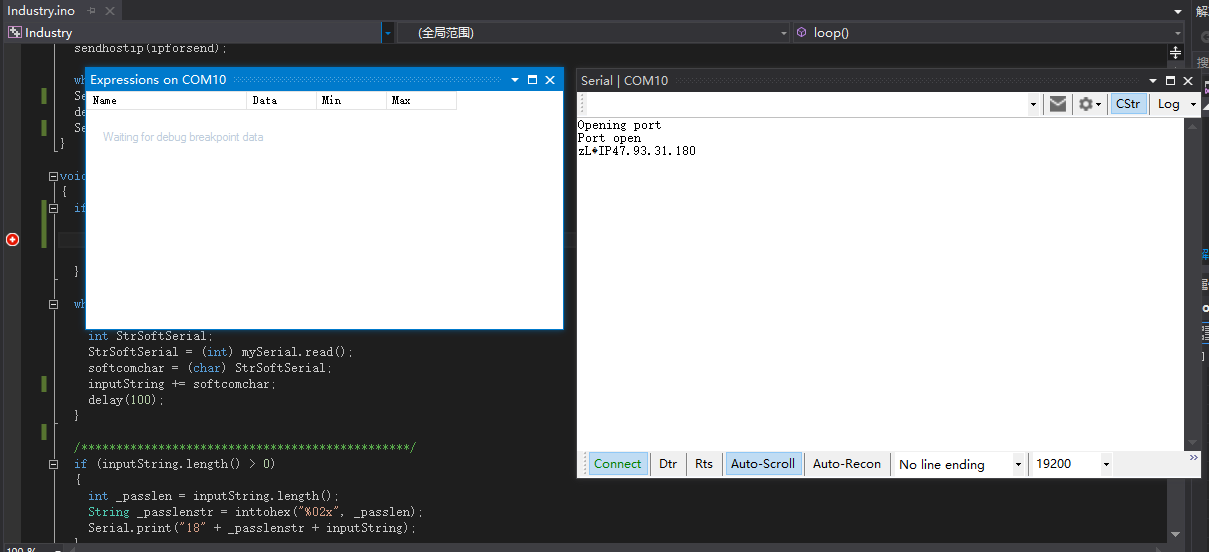 Industry.ino
Industry
(全局范围)
loop()
sendhostip(ipforsend);
wh
Se
de
Se
}
void
{
if
}
wh
int StrSoftSerial;
StrSoftSerial = (int) mySerial.read();
softcomchar = (char) StrSoftSerial;
inputString += softcomchar;
delay(100);
}
/***********************************************/
if (inputString.length() > 0)
{
int _passlen = inputString.length();
String _passlenstr = inttohex("%02x", _passlen);
Serial.print("18" + _passlenstr + inputString);
100 %
Expressions on COM10
Name Data Min Max
Waiting for debug breakpoint data
Serial | COM10
CStr Log
Opening port
Port open
zL♦IP47.93.31.180
Connect Dtr Rts Auto-Scroll Auto-Recon No line ending 19200
解
搜